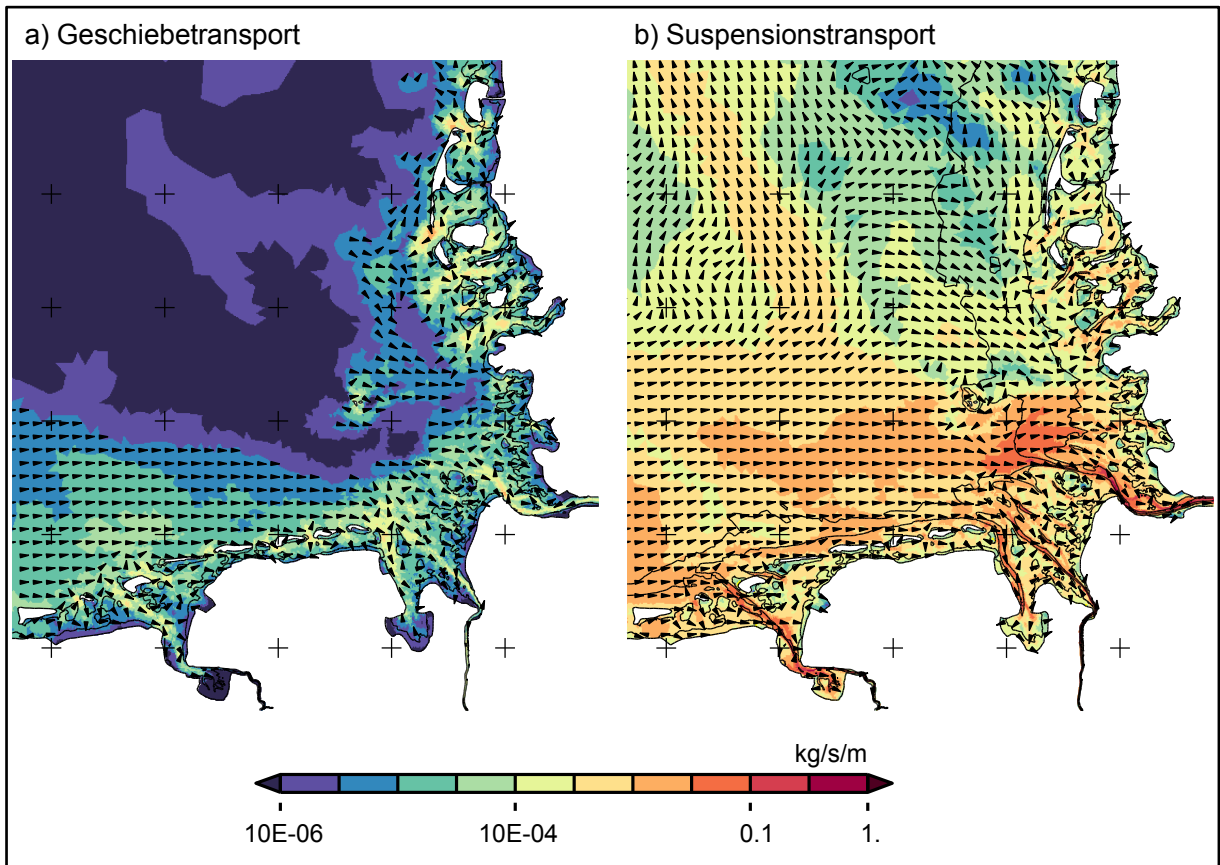 a) Geschiebetransport
b) Suspensionstransport
kg/s/m
10E-06
10E-04
0.1
1.